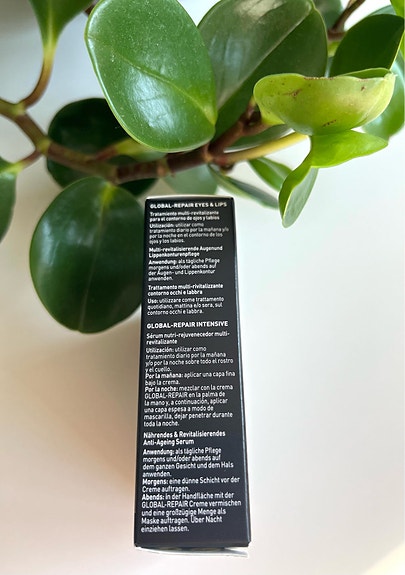 GLOBAL-REPAIR EYES & LIPS
Tratamiento multi-revitalizante
para el contorno de ojos y labios
Utilización: utilizar como
tratamiento diario por la mañana y/o
por la noche en el contorno de los
ojos y los labios.
Multi-revitalisierende Augenund
Lippenkonturenpflege
Anwendung: als tägliche Pflege
morgens und/oder abends auf
der Augen- und Lippenkontur
anwenden.
Trattamento multi-rivitalizzante
contorno occhi e labbra
Uso: utilizzare come trattamento
quotidiano, mattina e/o sera, sul
contorno occhi e labbra.
GLOBAL-REPAIR INTENSIVE
Sérum nutri-rejuvenecedor multi-
revitalizante
Utilización: utilizar como
tratamiento diario por la mañana
y/o por la noche sobre todo el rostro
y el cuello.
Por la mañana: aplicar una capa fina
bajo la crema.
Por la noche: mezclar con la crema
GLOBAL-REPAIR en la palma de
la mano y, a continuación, aplicar
una capa espesa a modo de
mascarilla, dejar penetrar durante
toda la noche.
Nährendes & Revitalisierendes
Anti-Ageing Serum
Anwendung: als tägliche Pflege
morgens und/oder abends auf
dem ganzen Gesicht und dem Hals
anwenden.
Morgens: eine dünne Schicht vor der
Creme auftragen.
Abends: in der Handfläche mit der
GLOBAL-REPAIR Creme vermischen
und eine großzügige Menge als
Maske auftragen. Über Nacht
einziehen lassen.